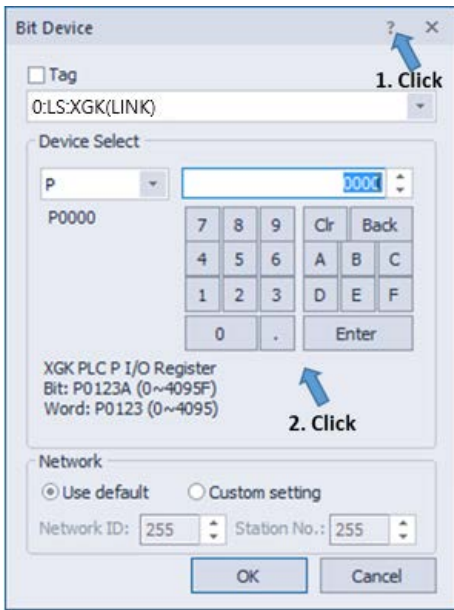 Bit Device ? ×
1. Click
Tag
0:LS:XGK(LINK)
Device Select
P 0000
P0000
7 8 9 Clr Back
4 5 6 A B C
1 2 3 D E F
0 . Enter
XGK PLC P I/O Register
Bit: P0123A (0~4095F)
Word: P0123 (0~4095)
2. Click
Network
Use default Custom setting
Network ID: 255 Station No.: 255
OK Cancel